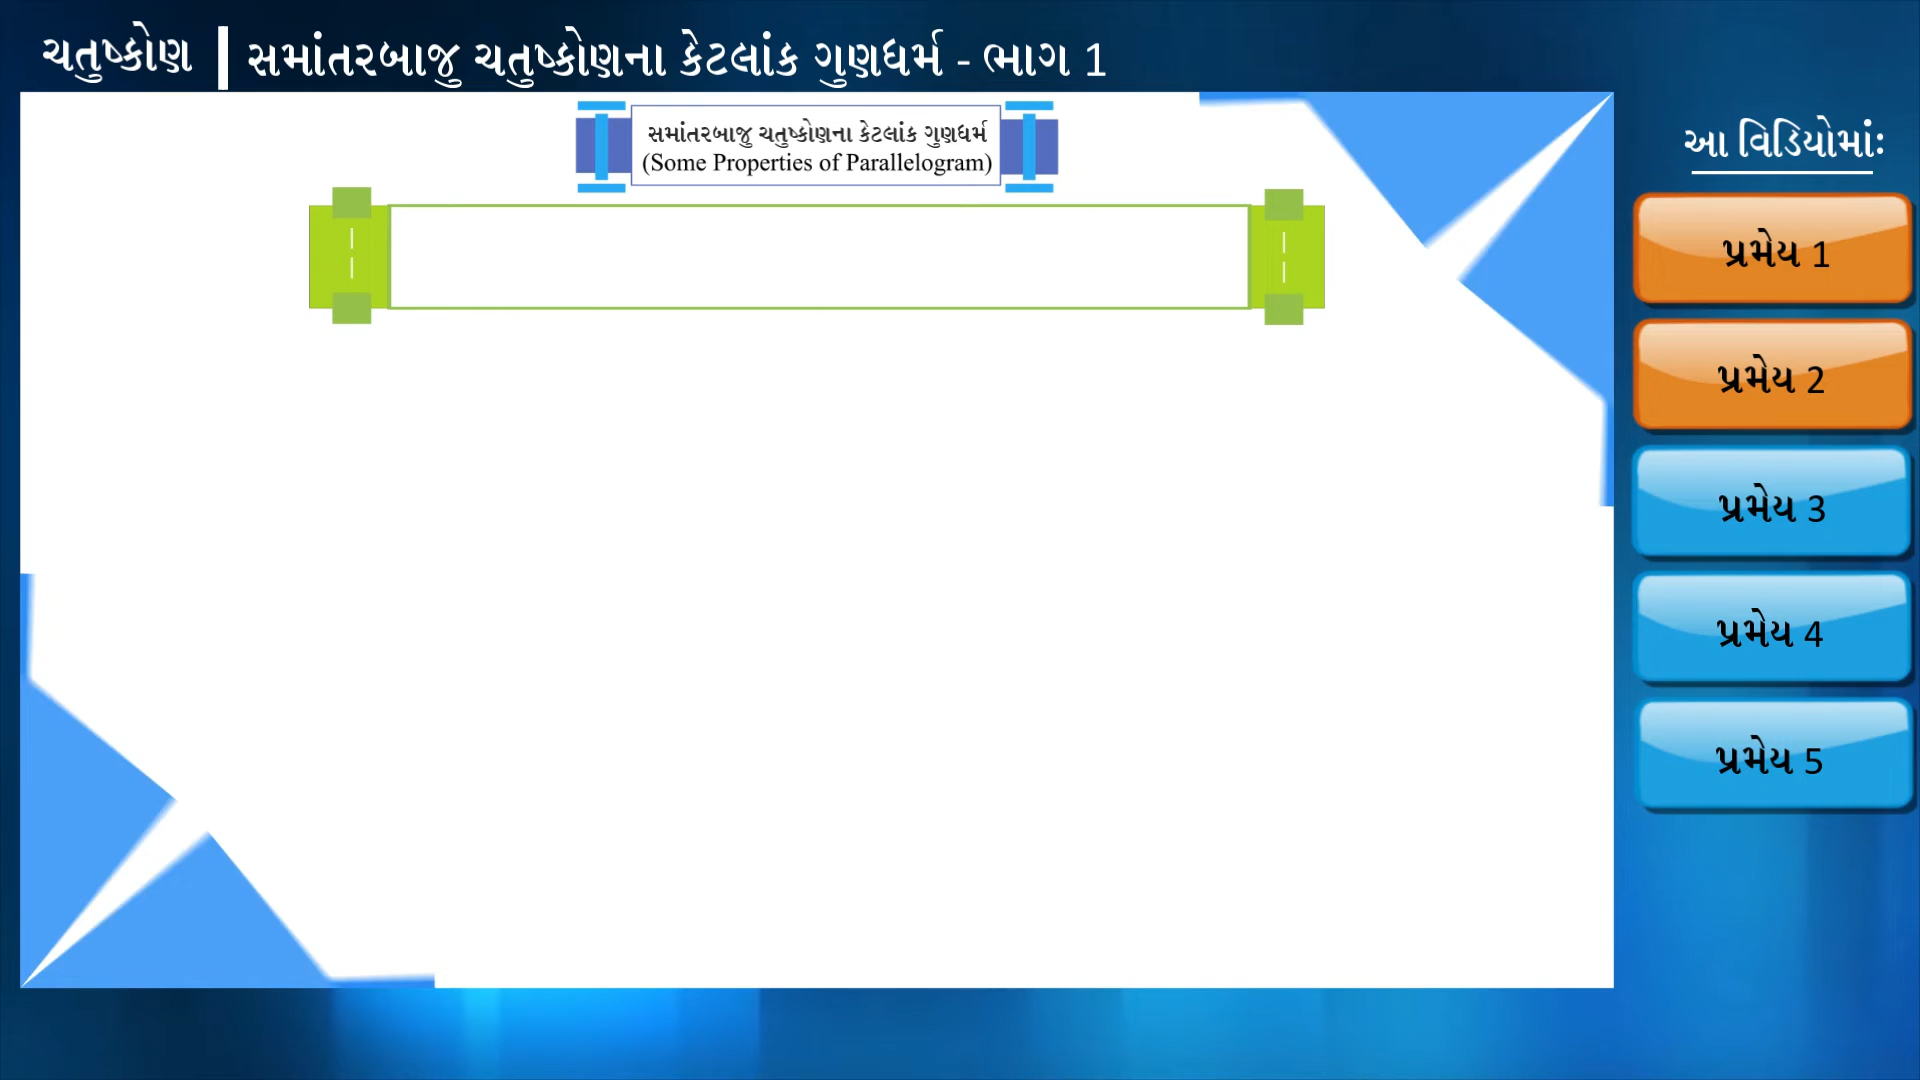 ચતુષ્કોણ | સમાંતરબાજુ ચતુષ્કોણના કેટલાંક ગુણધર્મ - ભાગ 1
સમાંતરબાજુ ચતુષ્કોણના કેટલાંક ગુણધર્મ
(Some Properties of Parallelogram)
આ વિડિયોમાં:
પ્રમેય 1
પ્રમેય 2
પ્રમેય 3
પ્રમેય 4
પ્રમેય 5